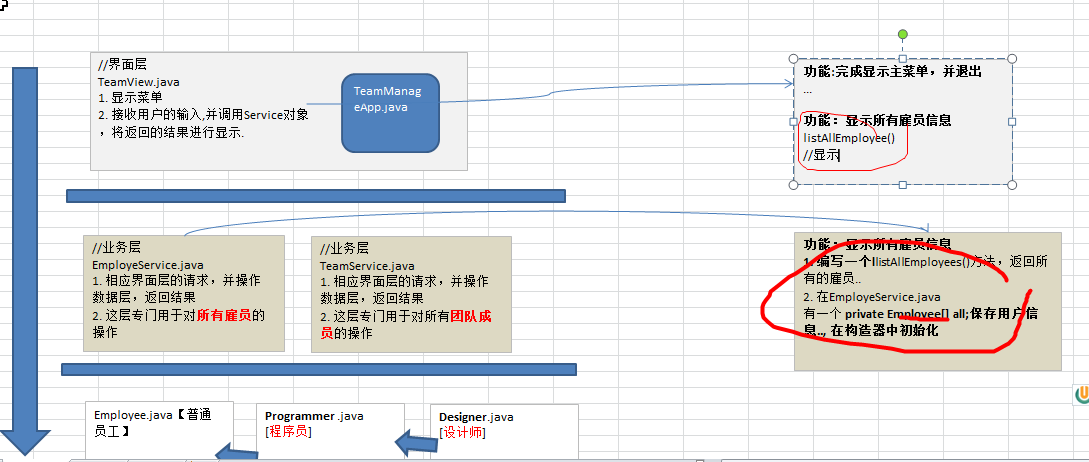 //界面层
TeamView.java
1. 显示菜单
2. 接收用户的输入,并调用Service对象
，将返回的结果进行显示.
TeamManag
eApp.java
功能:完成显示主菜单，并退出
...
功能：显示所有雇员信息
listAllEmployee()
//显示
//业务层
EmployeService.java
1. 相应界面层的请求，并操作
数据层，返回结果
2. 这层专门用于对所有雇员的
操作
//业务层
TeamService.java
1. 相应界面层的请求，并操作
数据层，返回结果
2. 这层专门用于对所有团队成
员的操作
功能：显示所有雇员信息
1. 编写一个listAllEmployees()方法，返回所
有的雇员..
2. 在EmployeService.java
有一个 private Employee[] all;保存用户信
息.., 在构造器中初始化
Employee.java【普通
员工】
Programmer .java
[程序员]
Designer.java
[设计师]